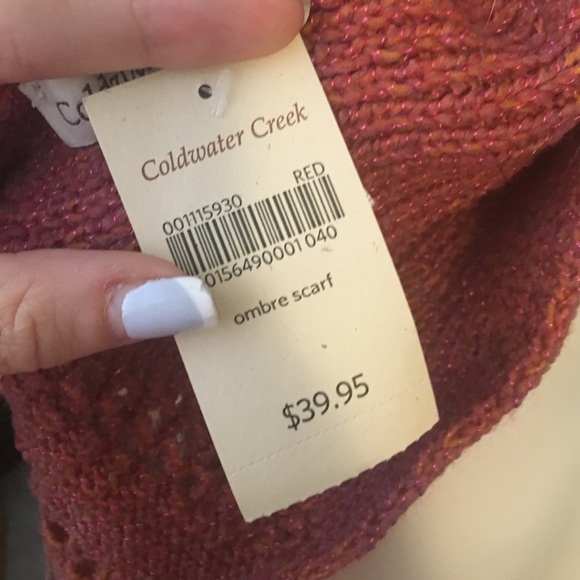 Coldwater Creek
RED
001115930
0156490001040
ombre scarf
$39.95